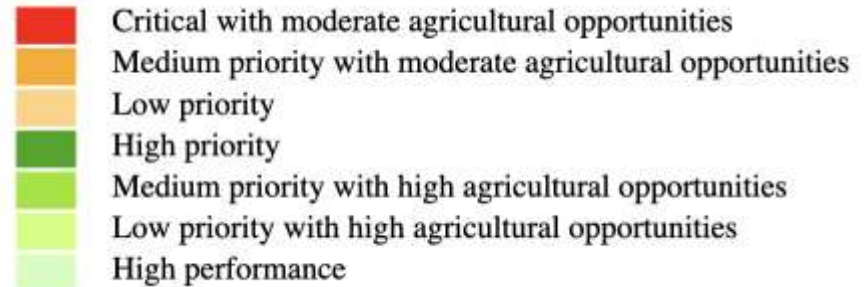 Critical with moderate agricultural opportunities
Medium priority with moderate agricultural opportunities
Low priority
High priority
Medium priority with high agricultural opportunities
Low priority with high agricultural opportunities
High performance